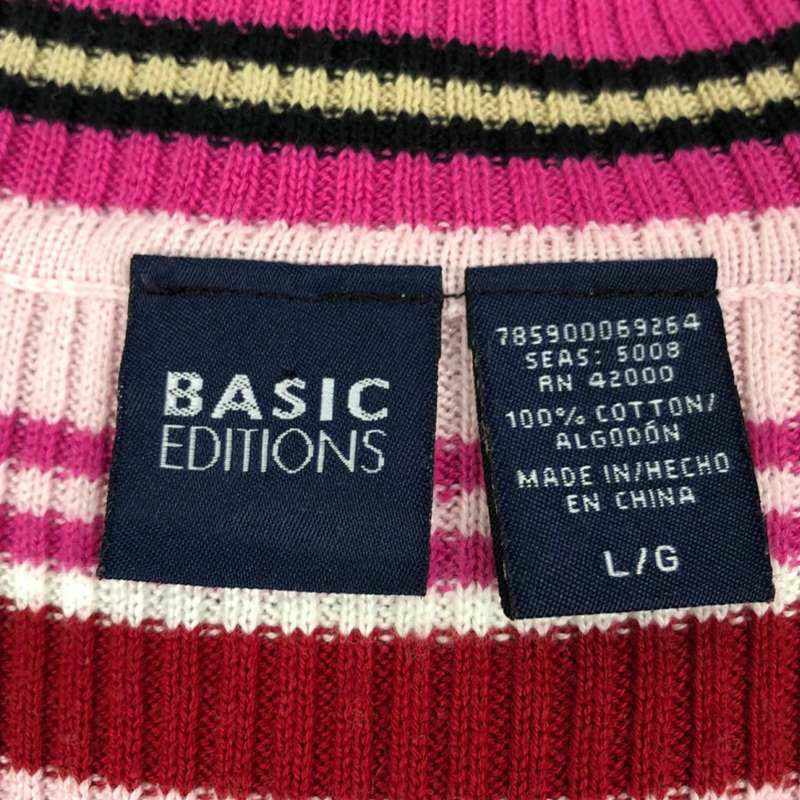 BASIC
EDITIONS
785900069264
SEAS: 5008
RN 42000
100% COTTON/
ALGODÓN
MADE IN/HECHO
EN CHINA
L/G